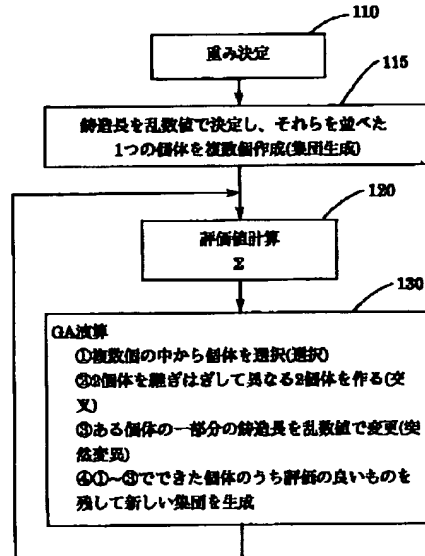 110
重み決定
115
鋳造長を乱数値で決定し、それらを並べた
1つの個体を複数個作成(集団生成)
120
評価値計算
Σ
130
GA演算
①複数個の中から個体を選択(選択)
②2個体を継ぎはぎして異なる2個体を作る(交
叉)
③ある個体の一部分の鋳造長を乱数値で変更(突
然変異)
④①~③でできた個体のうち評価の良いものを
残して新しい集団を生成